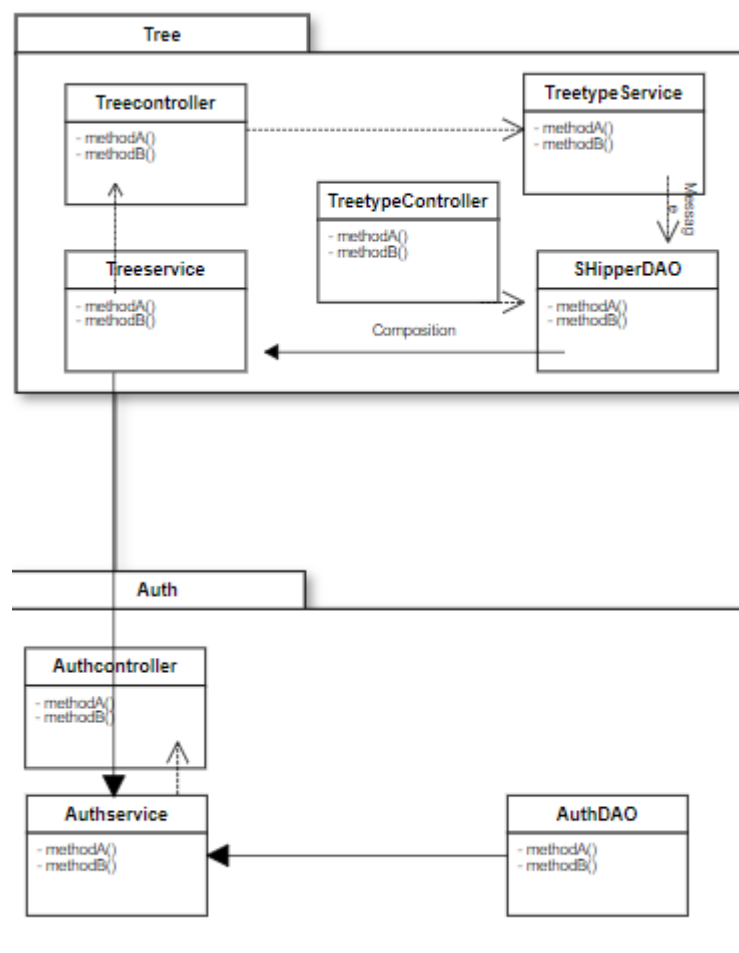 Tree
Treecontroller
- methodA()
- methodB()
TreetypeService
- methodA()
- methodB()
TreetypeController
- methodA()
- methodB()
Messag
e
Treeservice
- methodA()
- methodB()
SHipperDAO
- methodA()
- methodB()
Composition
Auth
Authcontroller
- methodA()
- methodB()
Authservice
- methodA()
- methodB()
AuthDAO
- methodA()
- methodB()